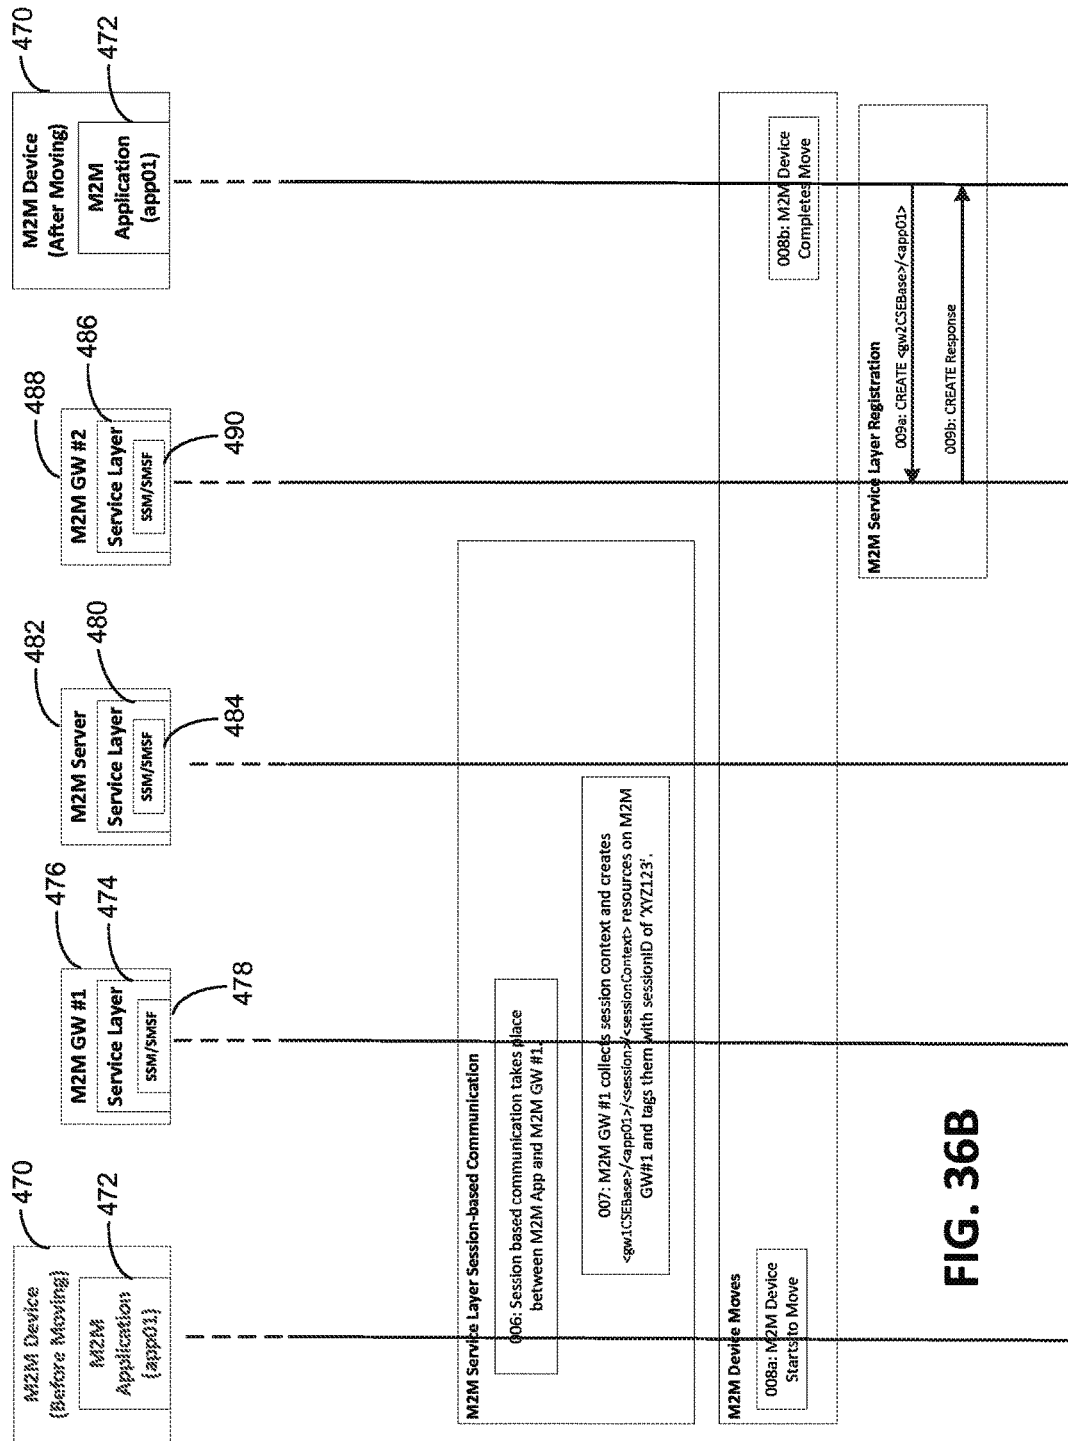 M2M Device
(Before Moving)
470
M2M
Application
(app01)
472
M2M GW #1
476
Service Layer
474
SSM/SMSF
478
M2M Server
482
Service Layer
480
SSM/SMSF
484
M2M GW #2
488
Service Layer
486
SSM/SMSF
490
M2M Device
(After Moving)
470
M2M
Application
(app01)
472
M2M Service Layer Session-based Communication
006: Session based communication takes place
between M2M App and M2M GW #1.
007: M2M GW #1 collects session context and creates
<gw1CSEBase>/<app01>/<session>/<sessionContext> resources on M2M
GW#1 and tags them with sessionID of 'XYZ123'.
M2M Device Moves
008a: M2M Device
Starts to Move
008b: M2M Device
Completes Move
M2M Service Layer Registration
009a: CREATE <gw2CSEBase>/<app01>
009b: CREATE Response
FIG. 36B